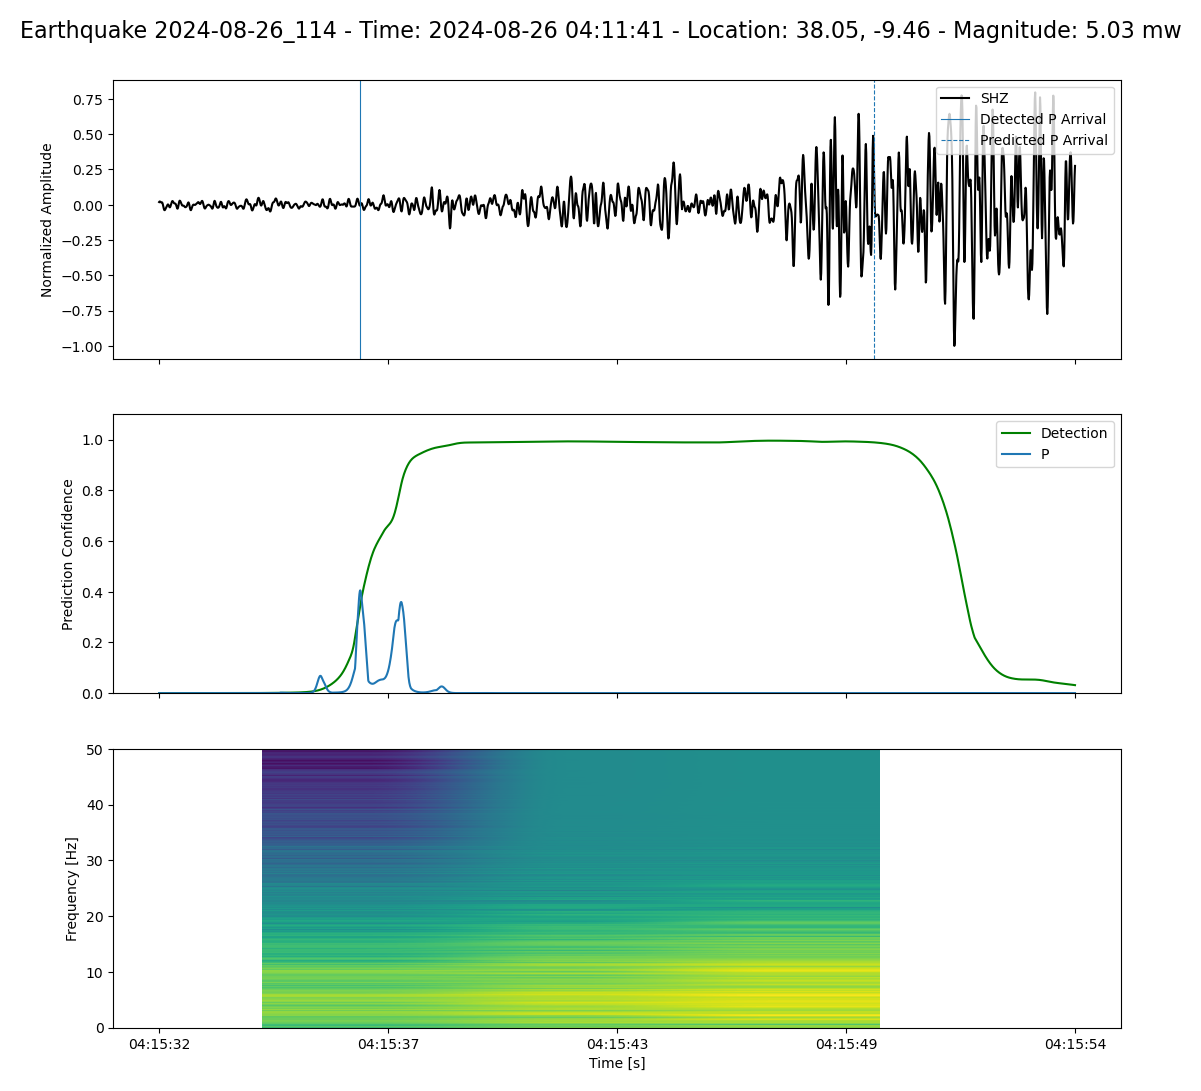 Earthquake 2024-08-26_114 - Time: 2024-08-26 04:11:41 - Location: 38.05, -9.46 - Magnitude: 5.03 mw
SHZ
Detected P Arrival
Predicted P Arrival
Normalized Amplitude
0.75
0.50
0.25
0.00
−0.25
−0.50
−0.75
−1.00
Detection
P
Prediction Confidence
1.0
0.8
0.6
0.4
0.2
0.0
Frequency [Hz]
50
40
30
20
10
0
04:15:32 04:15:37 04:15:43 04:15:49 04:15:54
Time [s]